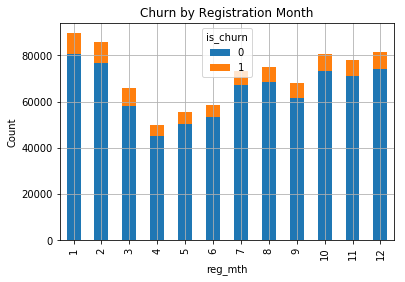 Churn by Registration Month
is_churn
0
1
80000
60000
40000
20000
0
Count
1 2 3 4 5 6 7 8 9 10 11 12
reg_mth